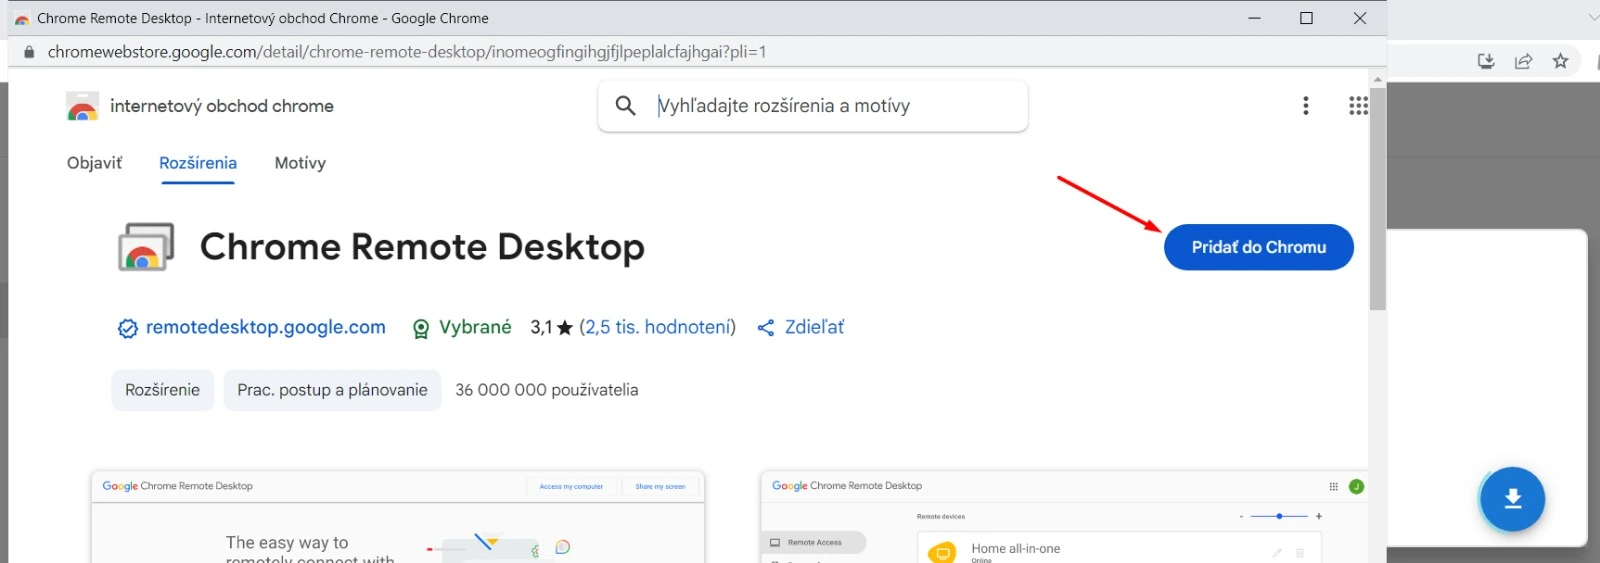 Chrome Remote Desktop - Internetový obchod Chrome - Google Chrome
chromewebstore.google.com/detail/chrome-remote-desktop/inomeogfingihgjfjlpeplalcfajhgai?pli=1
internetový obchod chrome
Vyhľadajte rozšírenia a motívy
Objaviť Rozšírenia Motívy
Chrome Remote Desktop
Pridať do Chromu
remotedesktop.google.com Vybrané 3,1★ (2,5 tis. hodnotení) Zdieľať
Rozšírenie Prac. postup a plánovanie 36 000 000 používatelia
Google Chrome Remote Desktop Access my computer Share my screen
The easy way to
remotely connect with
Google Chrome Remote Desktop J
Remote devices - +
Remote Access
Home all-in-one
Online